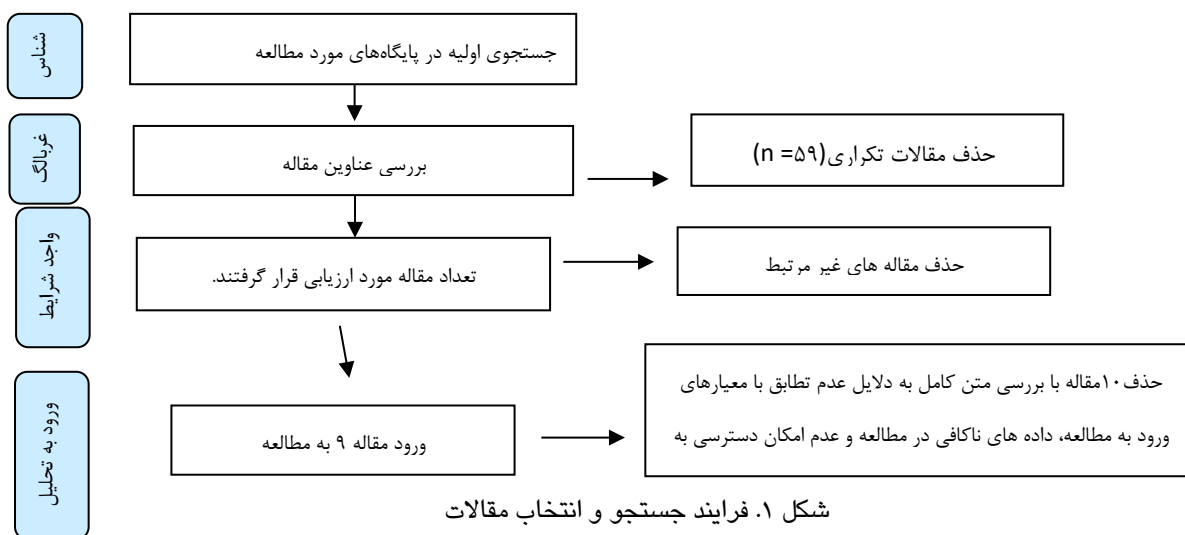 شناس
جستجوی اولیه در پایگاه‌های مورد مطالعه
غربالگ
بررسی عناوین مقاله
حذف مقالات تکراری(n =۵۹)
واجد شرایط
تعداد مقاله مورد ارزیابی قرار گرفتند.
حذف مقاله های غیر مرتبط
ورود به تحلیل
ورود مقاله ۹ به مطالعه
حذف۱۰مقاله با بررسی متن کامل به دلایل عدم تطابق با معیارهای
ورود به مطالعه، داده های ناکافی در مطالعه و عدم امکان دسترسی به
شکل ۱. فرایند جستجو و انتخاب مقالات